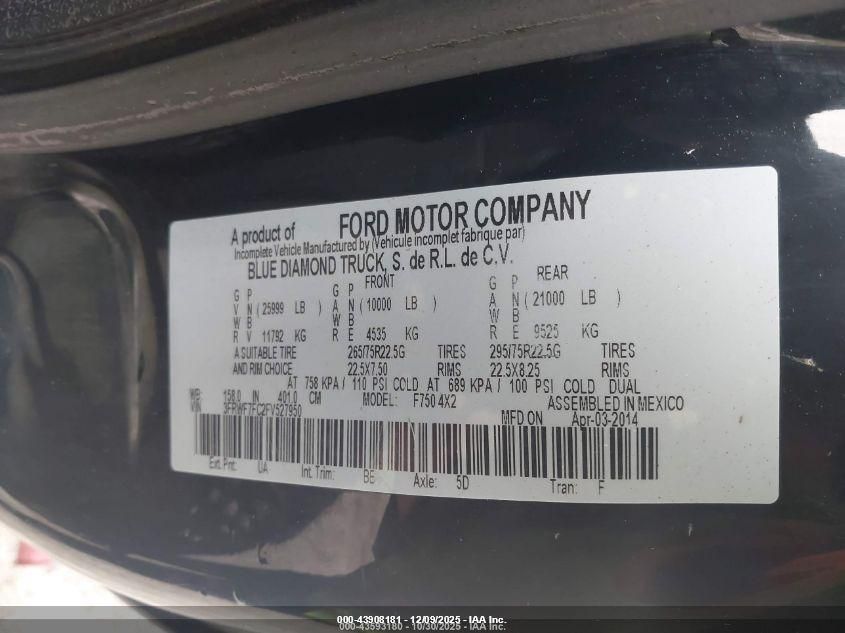 A product of FORD MOTOR COMPANY
Incomplete Vehicle Manufactured by (Vehicule incomplet fabrique par)
BLUE DIAMOND TRUCK, S. de R.L. de C.V.
FRONT REAR
G P G P G P
V N (25999 LB) A N (10000 LB) A N (21000 LB)
W B W B W B
R V 11792 KG R E 4535 KG R E 9525 KG
A SUITABLE TIRE 265/75R22.5G TIRES 295/75R22.5G TIRES
AND RIM CHOICE 22.5X7.50 RIMS 22.5X8.25 RIMS
AT 758 KPA/ 110 PSI COLD AT 689 KPA/ 100 PSI COLD DUAL
WB: 158.0 IN 401.0 CM MODEL: F750 4X2 ASSEMBLED IN MEXICO
VIN 3FRWF7FC2FV527950 MFD ON Apr-03-2014
Ext. Pnt: UA Int. Trim: BE Axle: 5D Tran: F
000-43908181 - 12/09/2025 - IAA Inc.
000-43593180 - 10/30/2025 - IAA Inc.